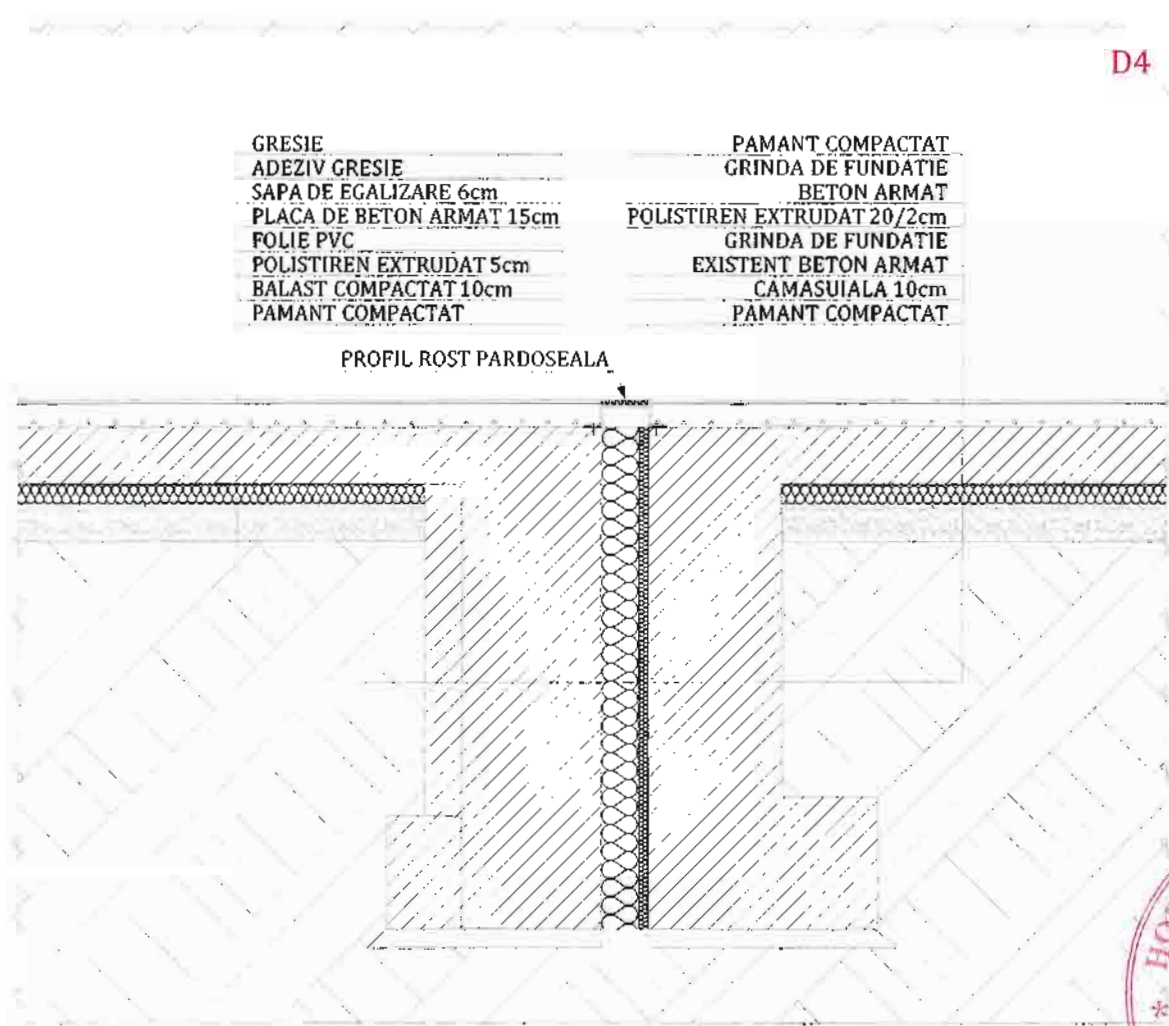 D4
GRESIE
ADEZIV GRESIE
SAPA DE EGALIZARE 6cm
PLACA DE BETON ARMAT 15cm
FOLIE PVC
POLISTIREN EXTRUDAT 5cm
BALAST COMPACTAT 10cm
PAMANT COMPACTAT
PAMANT COMPACTAT
GRINDA DE FUNDATIE
BETON ARMAT
POLISTIREN EXTRUDAT 20/2cm
GRINDA DE FUNDATIE
EXISTENT BETON ARMAT
CAMASUIALA 10cm
PAMANT COMPACTAT
PROFIL ROST PARDOSEALA